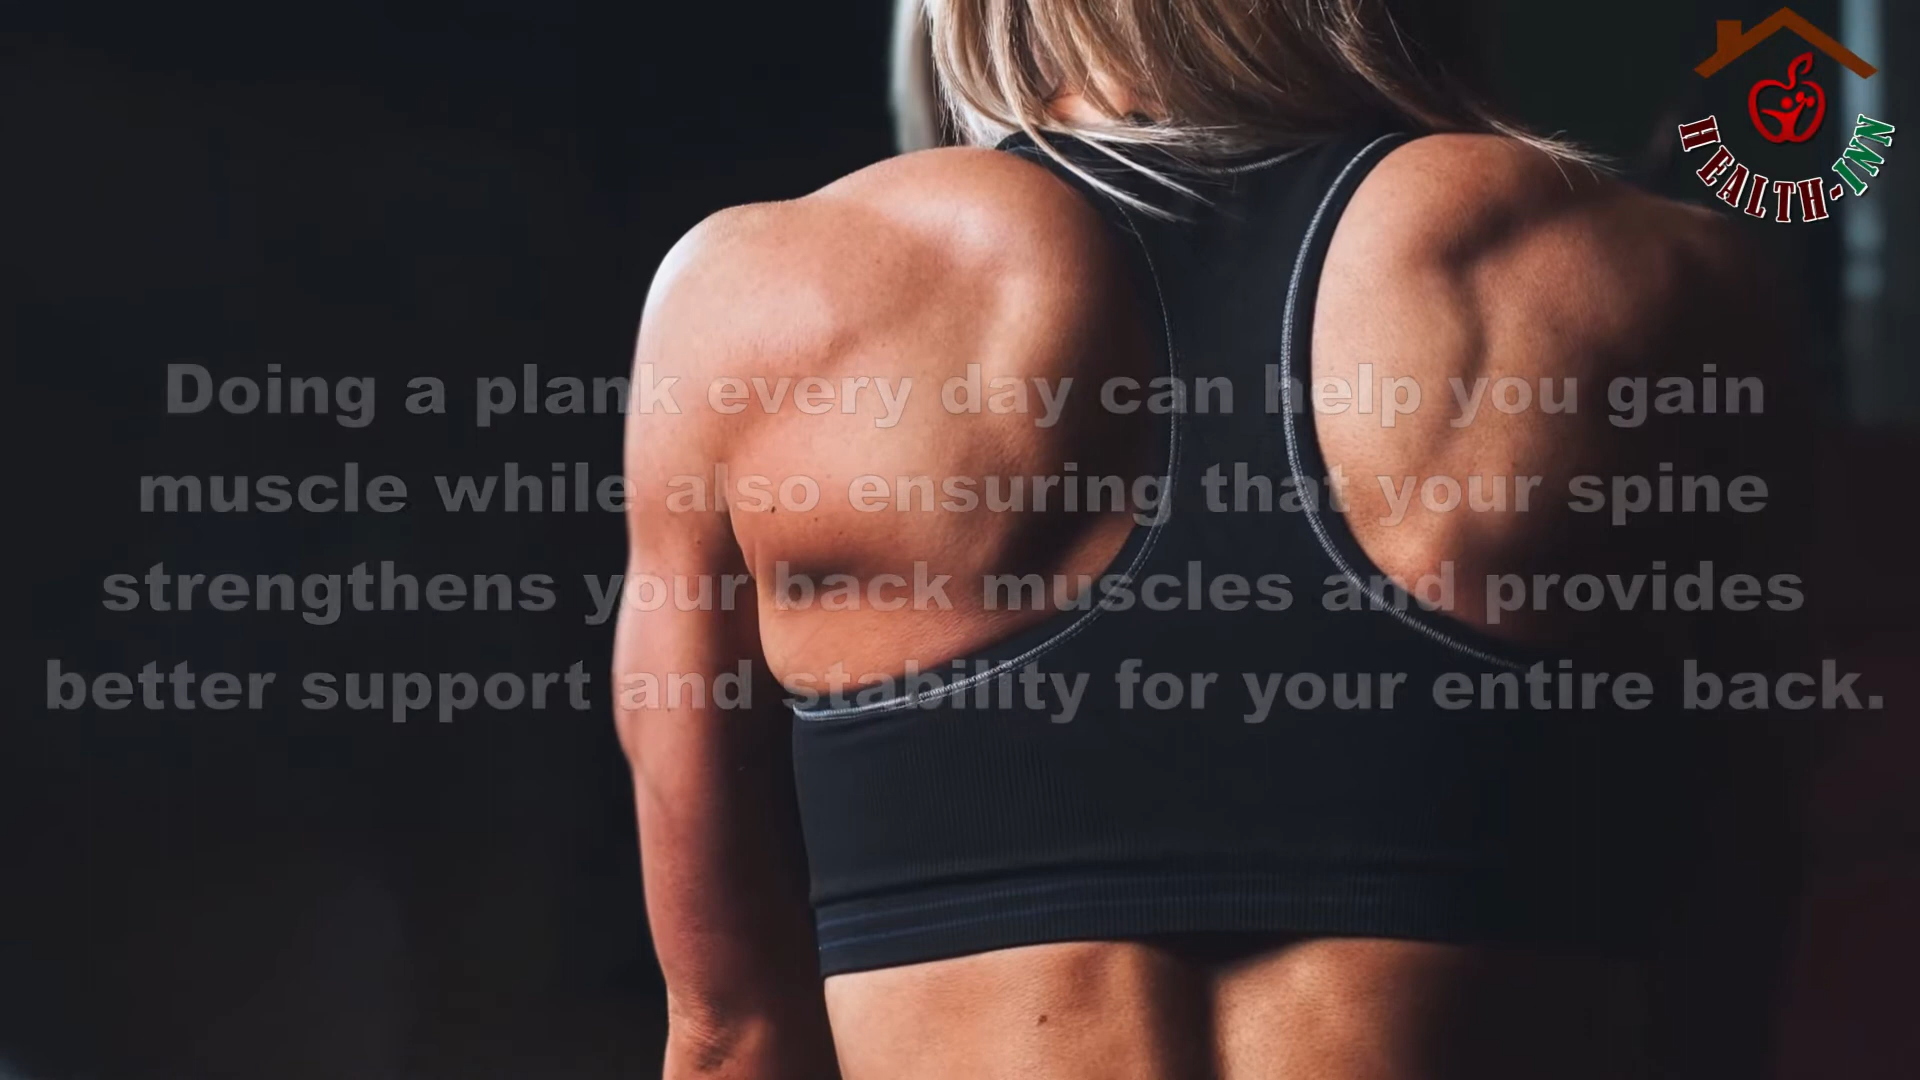 HEALTH-INN
Doing a plank every day can help you gain
muscle while also ensuring that your spine
strengthens your back muscles and provides
better support and stability for your entire back.